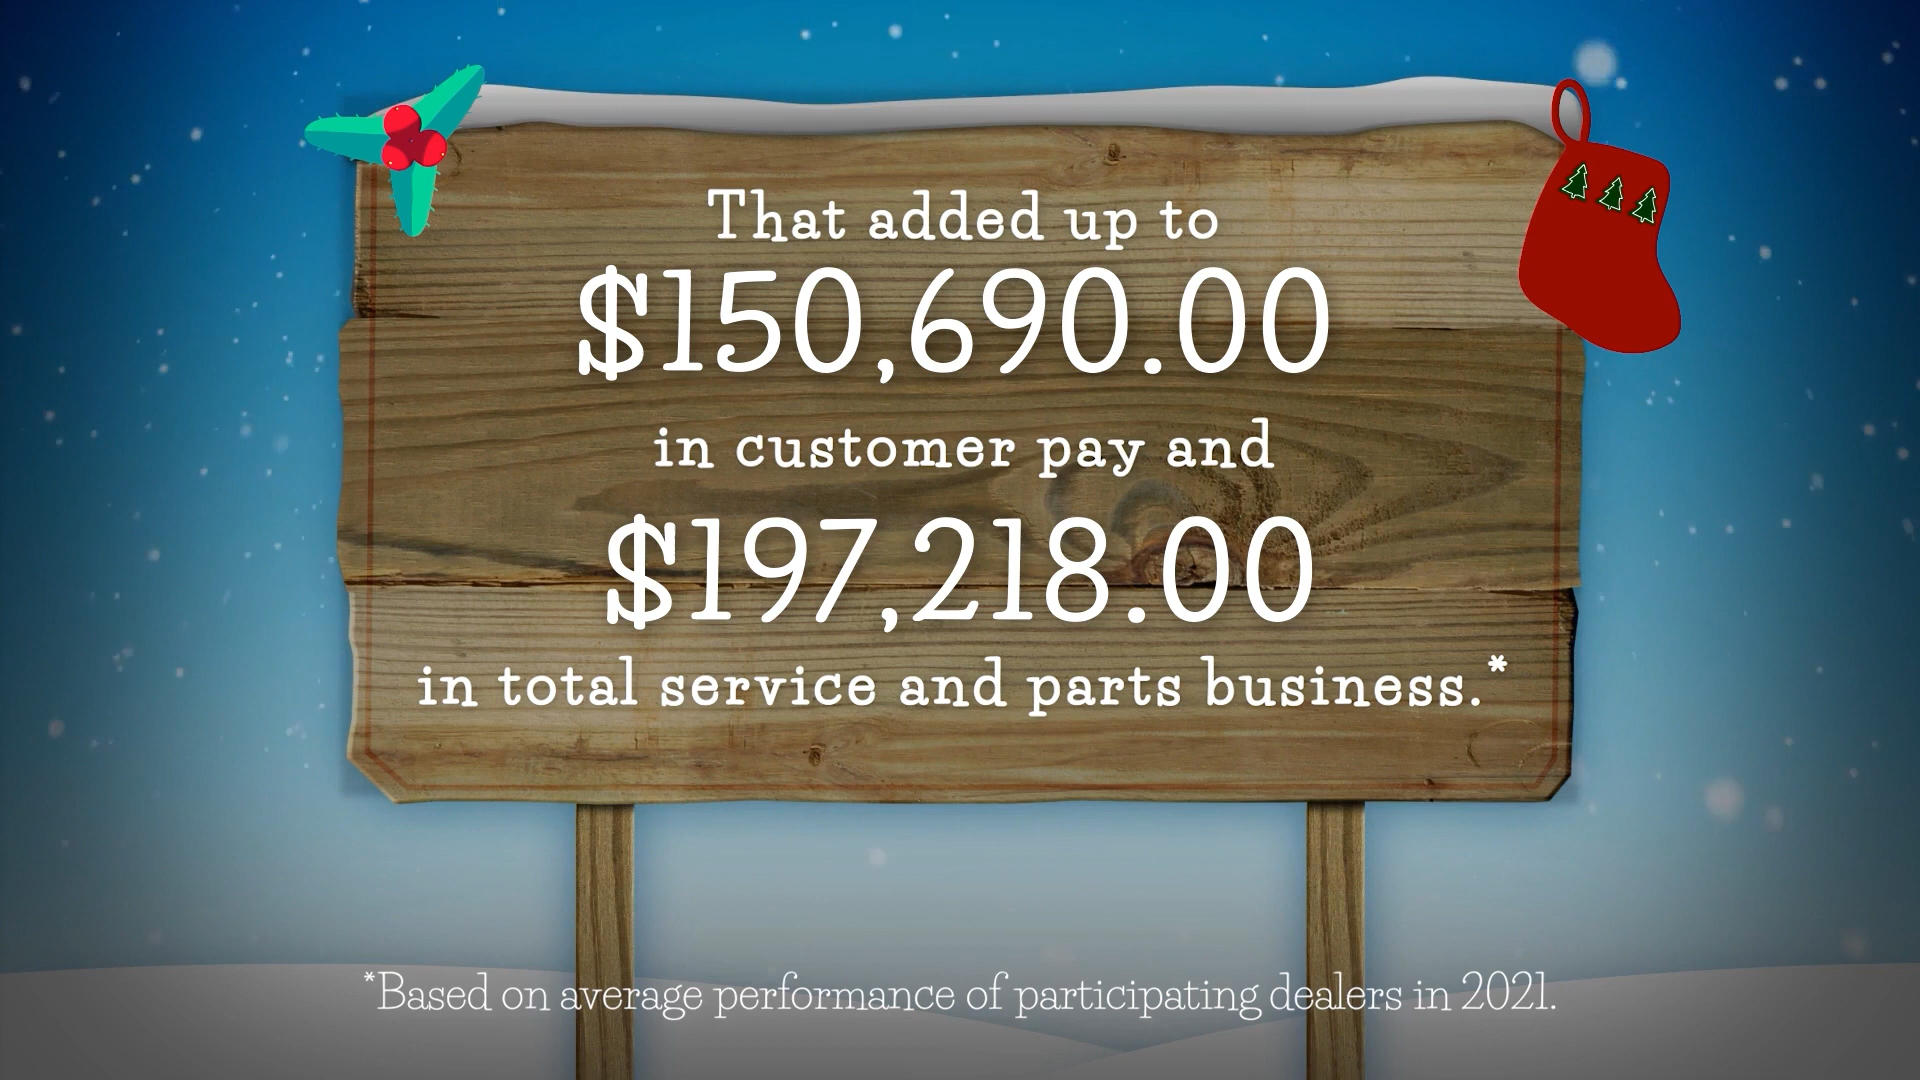 That added up to
$150,690.00
in customer pay and
$197,218.00
in total service and parts business.*
*Based on average performance of participating dealers in 2021.